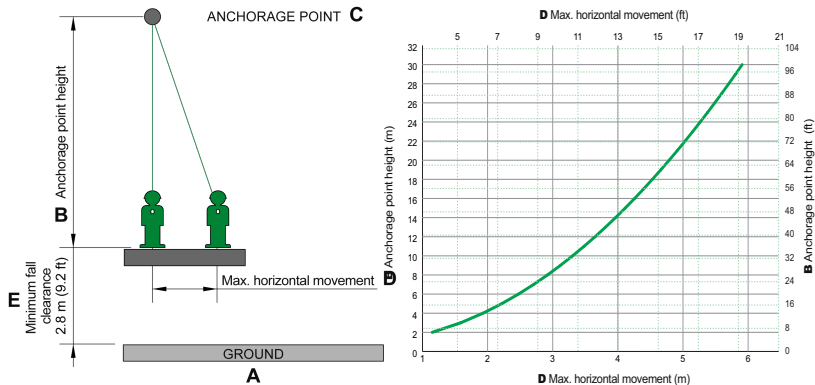 ANCHORAGE POINT C
Anchorage point height
B
Max. horizontal movement D
E
Minimum fall
clearance
2.8 m (9.2 ft)
GROUND
A
D Max. horizontal movement (ft)
5 7 9 11 13 15 17 19 21
32 104
30 96
28 88
26
24 80
22 72
20 64
18 56
16
14 48
12 40
10 32
8 24
6 16
4
2 8
0 0
Anchorage point height (m)
B Anchorage point height (ft)
1 2 3 4 5 6
D Max. horizontal movement (m)